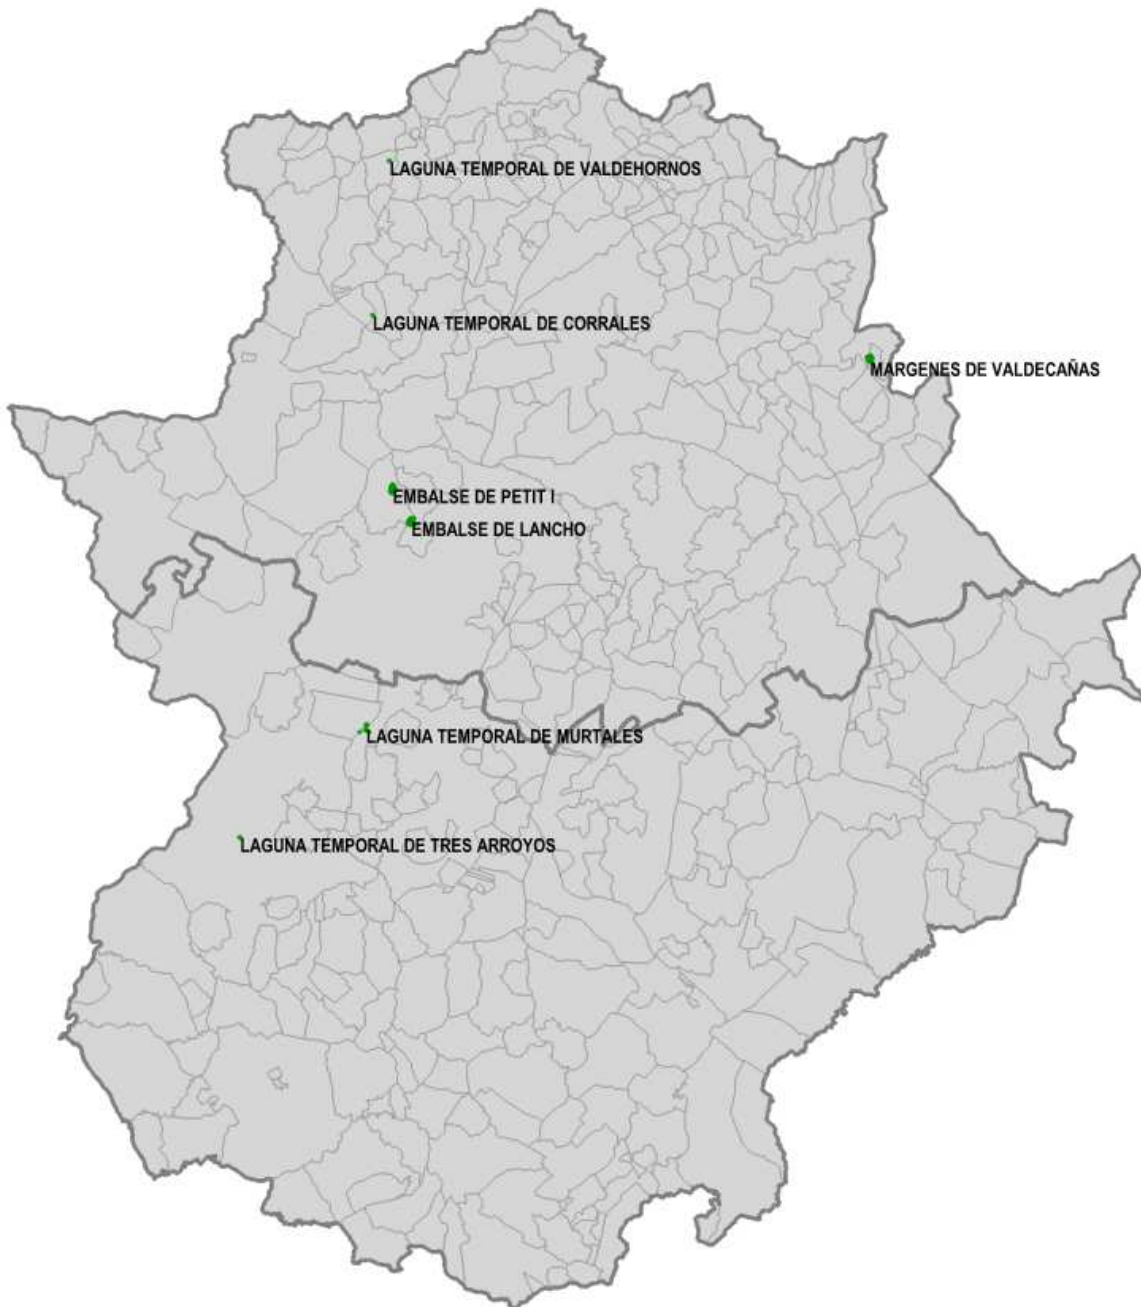 LAGUNA TEMPORAL DE VALDEHORNOS
LAGUNA TEMPORAL DE CORRALES
MARGENES DE VALDECAÑAS
EMBALSE DE PETIT I
EMBALSE DE LANCHO
LAGUNA TEMPORAL DE MURTALES
LAGUNA TEMPORAL DE TRES ARROYOS